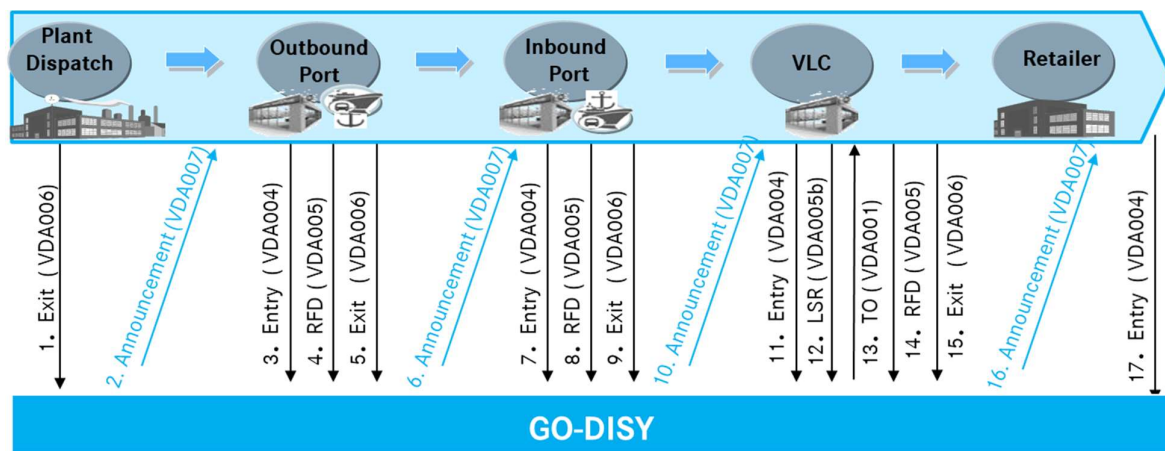 Plant
Dispatch
Outbound
Port
Inbound
Port
VLC
Retailer
1. Exit ( VDA006)
2. Announcement (VDA007)
3. Entry ( VDA004)
4. RFD ( VDA005)
5. Exit ( VDA006)
6. Announcement (VDA007)
7. Entry ( VDA004)
8. RFD ( VDA005)
9. Exit ( VDA006)
10. Announcement (VDA007)
11. Entry ( VDA004)
12. LSR ( VDA005b)
13. TO ( VDA001)
14. RFD ( VDA005)
15. Exit ( VDA006)
16. Announcement (VDA007)
17. Entry ( VDA004)
GO-DISY